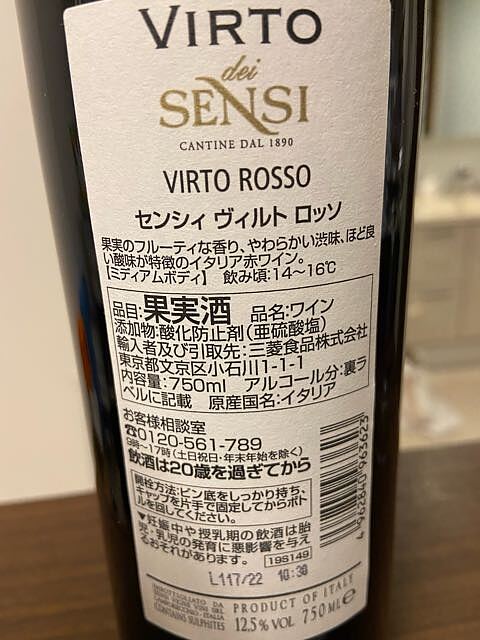 VIRTO
dei
SENSI
CANTINE DAL 1890
VIRTO ROSSO
センシィ ヴィルト ロッソ
果実のフルーティな香り、やわらかい渋味、ほど良
い酸味が特徴のイタリア赤ワイン。
【ミディアムボディ】 飲み頃:14~16℃
品目:果実酒 品名:ワイン
添加物:酸化防止剤(亜硫酸塩)
輸入者及び引取先:三菱食品株式会社
東京都文京区小石川1-1-1
内容量:750ml アルコール分:裏ラ
ベルに記載 原産国名:イタリア
お客様相談室
☎0120-561-789
9時~17時(土日祝日・年末年始を除く)
飲酒は20歳を過ぎてから
開栓方法:ビン底をしっかり持ち、
キャップを片手で固定してからボト
ルを回してください。
▼妊娠中や授乳期の飲酒は胎
児・乳児の発育に悪影響を与え
るおそれがあります。
19S149
L117/22 10:30
IMBOTTIGLIATO DA
CAMPORICCHIO-ITALIA
CONTAINS SULPHITES
PRODUCT OF ITALY
12,5% VOL 750 ML e